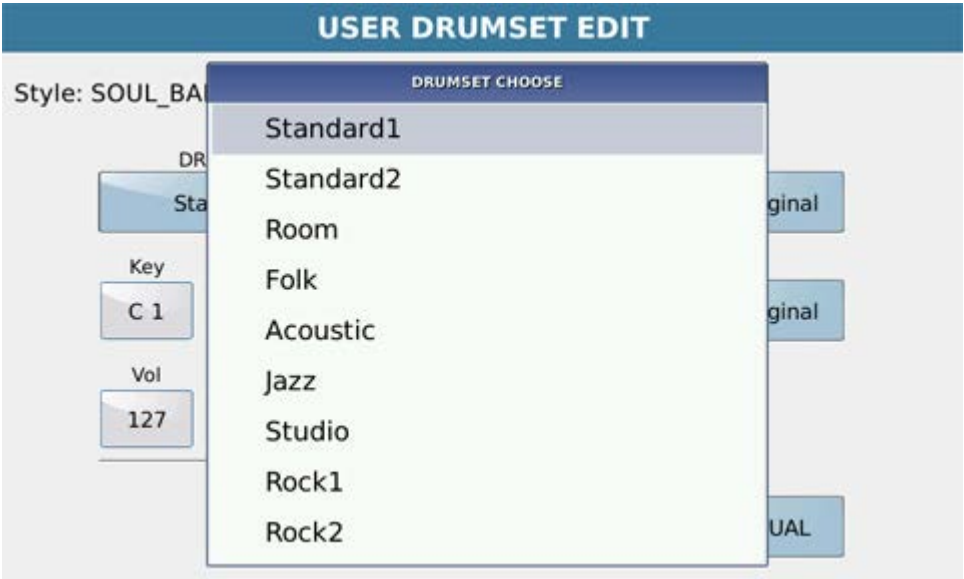 USER DRUMSET EDIT
DRUMSET CHOOSE
Style: SOUL_BA
Standard1
Standard2
Room
Folk
Acoustic
Jazz
Studio
Rock1
Rock2
DR
Sta
ginal
Key
C 1
ginal
Vol
127
UAL